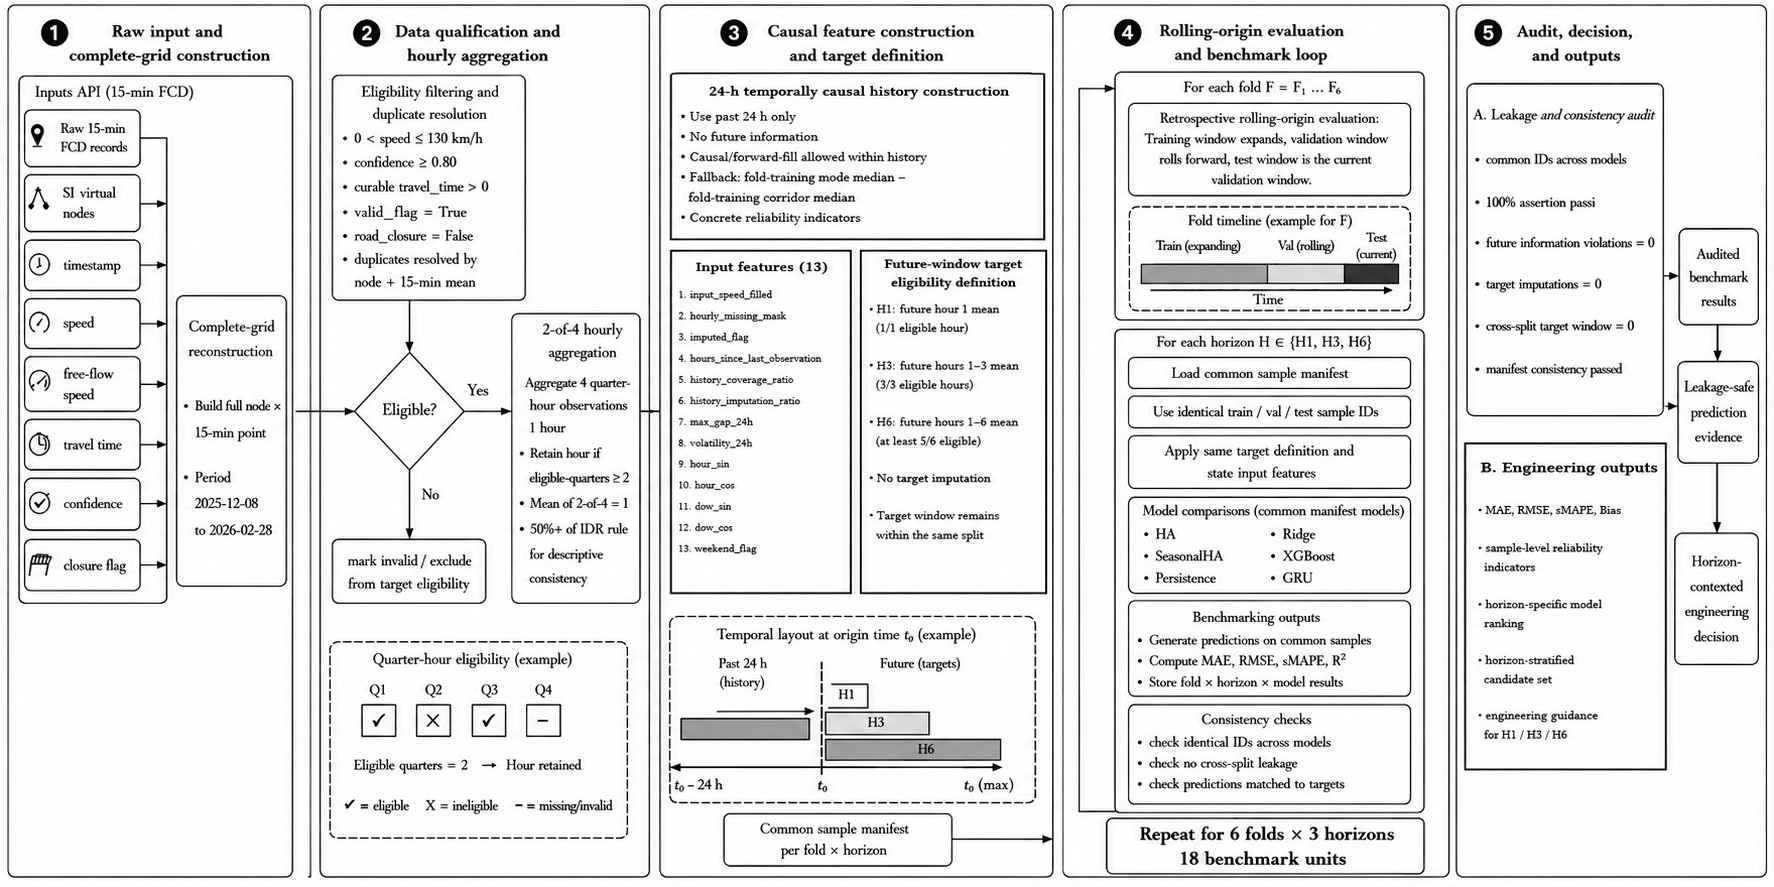 1 Raw input and
complete-grid construction
Inputs API (15-min FCD)
Raw 15-min
FCD records
SI virtual
nodes
timestamp
speed
free-flow
speed
travel time
confidence
closure flag
Complete-grid
reconstruction
• Build full node ×
15-min point
• Period
2025-12-08
to 2026-02-28
2 Data qualification and
hourly aggregation
Eligibility filtering and
duplicate resolution
• 0 < speed ≤ 130 km/h
• confidence ≥ 0.80
• curable travel_time > 0
• valid_flag = True
• road_closure = False
• duplicates resolved by
node + 15-min mean
Eligible?
Yes
No
mark invalid / exclude
from target eligibility
2-of-4 hourly
aggregation
Aggregate 4 quarter-
hour observations
1 hour
• Retain hour if
eligible-quarters ≥ 2
• Mean of 2-of-4 = 1
• 50%+ of IDR rule
for descriptive
consistency
Quarter-hour eligibility (example)
Q1 Q2 Q3 Q4
✓ × ✓ –
Eligible quarters = 2 → Hour retained
✓ = eligible X = ineligible – = missing/invalid
3 Causal feature construction
and target definition
24-h temporally causal history construction
• Use past 24 h only
• No future information
• Causal/forward-fill allowed within history
• Fallback: fold-training mode median –
fold-training corridor median
• Concrete reliability indicators
Input features (13)
1. input_speed_filled
2. hourly_missing_mask
3. imputed_flag
4. hours_since_last_observation
5. history_coverage_ratio
6. history_imputation_ratio
7. max_gap_24h
8. volatility_24h
9. hour_sin
10. hour_cos
11. dow_sin
12. dow_cos
13. weekend_flag
Future-window target
eligibility definition
• H1: future hour 1 mean
(1/1 eligible hour)
• H3: future hours 1–3 mean
(3/3 eligible hours)
• H6: future hours 1–6 mean
(at least 5/6 eligible)
• No target imputation
• Target window remains
within the same split
Temporal layout at origin time t₀ (example)
Past 24 h
(history)
Future (targets)
H1
H3
H6
t₀ – 24 h t₀ t₀ (max)
Common sample manifest
per fold × horizon
4 Rolling-origin evaluation
and benchmark loop
For each fold F = F₁ ... F₆
Retrospective rolling-origin evaluation:
Training window expands, validation window
rolls forward, test window is the current
validation window.
Fold timeline (example for F)
Train (expanding) Val (rolling) Test
(current)
Time
For each horizon H ∈ {H1, H3, H6}
Load common sample manifest
Use identical train / val / test sample IDs
Apply same target definition and
state input features
Model comparisons (common manifest models)
• HA • Ridge
• SeasonalHA • XGBoost
• Persistence • GRU
Benchmarking outputs
• Generate predictions on common samples
• Compute MAE, RMSE, sMAPE, R²
• Store fold × horizon × model results
Consistency checks
• check identical IDs across models
• check no cross-split leakage
• check predictions matched to targets
Repeat for 6 folds × 3 horizons
18 benchmark units
5 Audit, decision,
and outputs
A. Leakage and consistency audit
• common IDs across models
• 100% assertion passi
• future information violations = 0
• target imputations = 0
• cross-split target window = 0
• manifest consistency passed
B. Engineering outputs
• MAE, RMSE, sMAPE, Bias
• sample-level reliability
indicators
• horizon-specific model
ranking
• horizon-stratified
candidate set
• engineering guidance
for H1 / H3 / H6
Audited
benchmark
results
Leakage-safe
prediction
evidence
Horizon-
contexted
engineering
decision